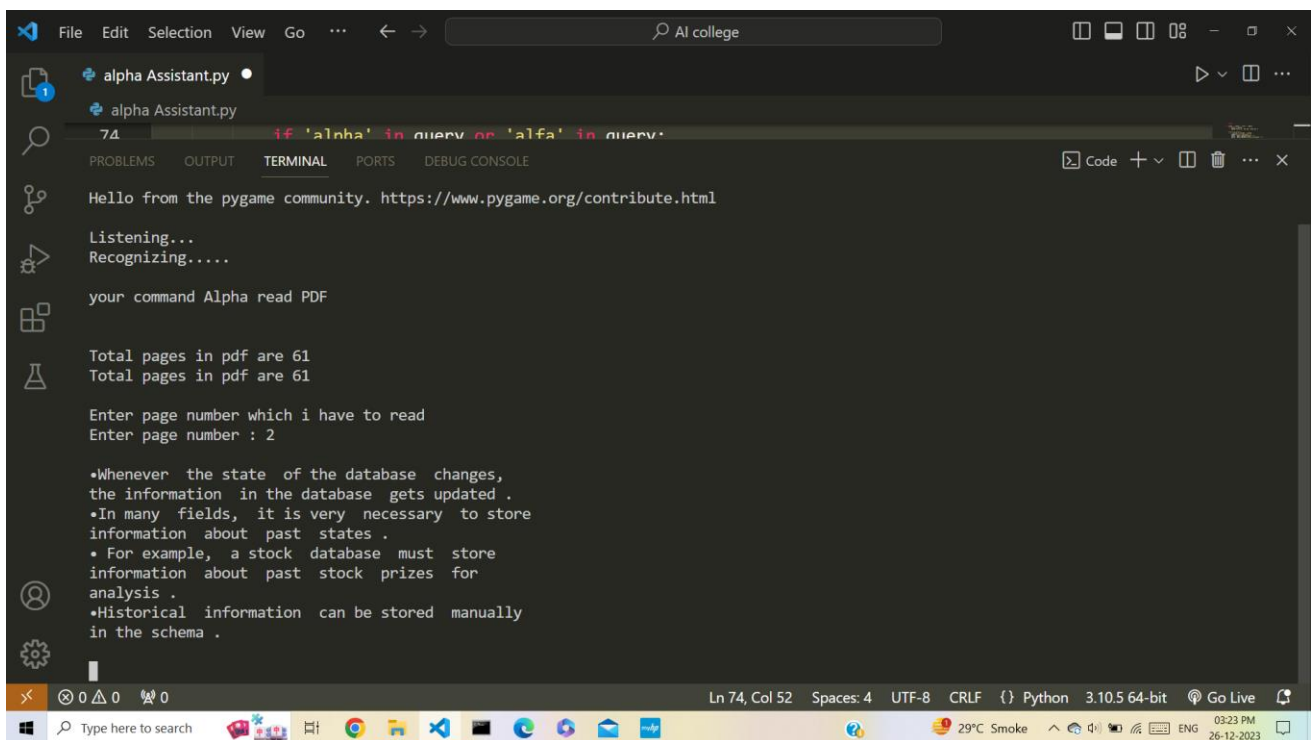 File Edit Selection View Go ··· ← → AI college
alpha Assistant.py ●
alpha Assistant.py
74 if 'alpha' in query or 'alfa' in query:
PROBLEMS OUTPUT TERMINAL PORTS DEBUG CONSOLE Code
Hello from the pygame community. https://www.pygame.org/contribute.html
Listening...
Recognizing.....
your command Alpha read PDF
Total pages in pdf are 61
Total pages in pdf are 61
Enter page number which i have to read
Enter page number : 2
•Whenever the state of the database changes,
the information in the database gets updated .
•In many fields, it is very necessary to store
information about past states .
• For example, a stock database must store
information about past stock prizes for
analysis .
•Historical information can be stored manually
in the schema .
0 0 0 Ln 74, Col 52 Spaces: 4 UTF-8 CRLF {} Python 3.10.5 64-bit Go Live
Type here to search 29°C Smoke ENG 03:23 PM
26-12-2023